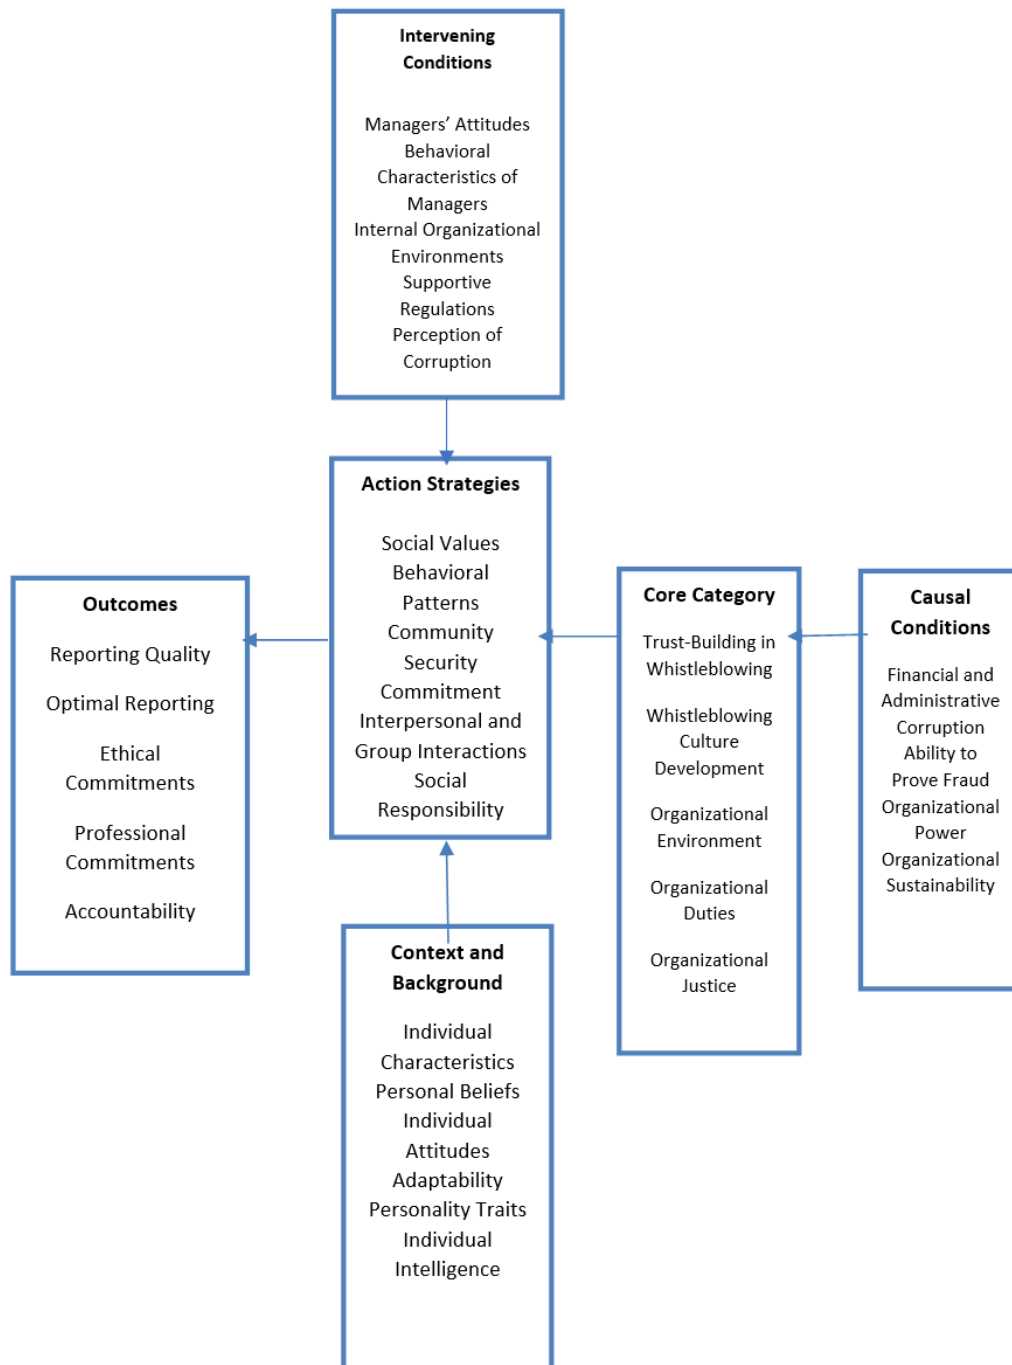 Intervening
Conditions
Managers’ Attitudes
Behavioral
Characteristics of
Managers
Internal Organizational
Environments
Supportive
Regulations
Perception of
Corruption
Action Strategies
Social Values
Behavioral
Patterns
Community
Security
Commitment
Interpersonal and
Group Interactions
Social
Responsibility
Outcomes
Reporting Quality
Optimal Reporting
Ethical
Commitments
Professional
Commitments
Accountability
Core Category
Trust-Building in
Whistleblowing
Whistleblowing
Culture
Development
Organizational
Environment
Organizational
Duties
Organizational
Justice
Causal
Conditions
Financial and
Administrative
Corruption
Ability to
Prove Fraud
Organizational
Power
Organizational
Sustainability
Context and
Background
Individual
Characteristics
Personal Beliefs
Individual
Attitudes
Adaptability
Personality Traits
Individual
Intelligence